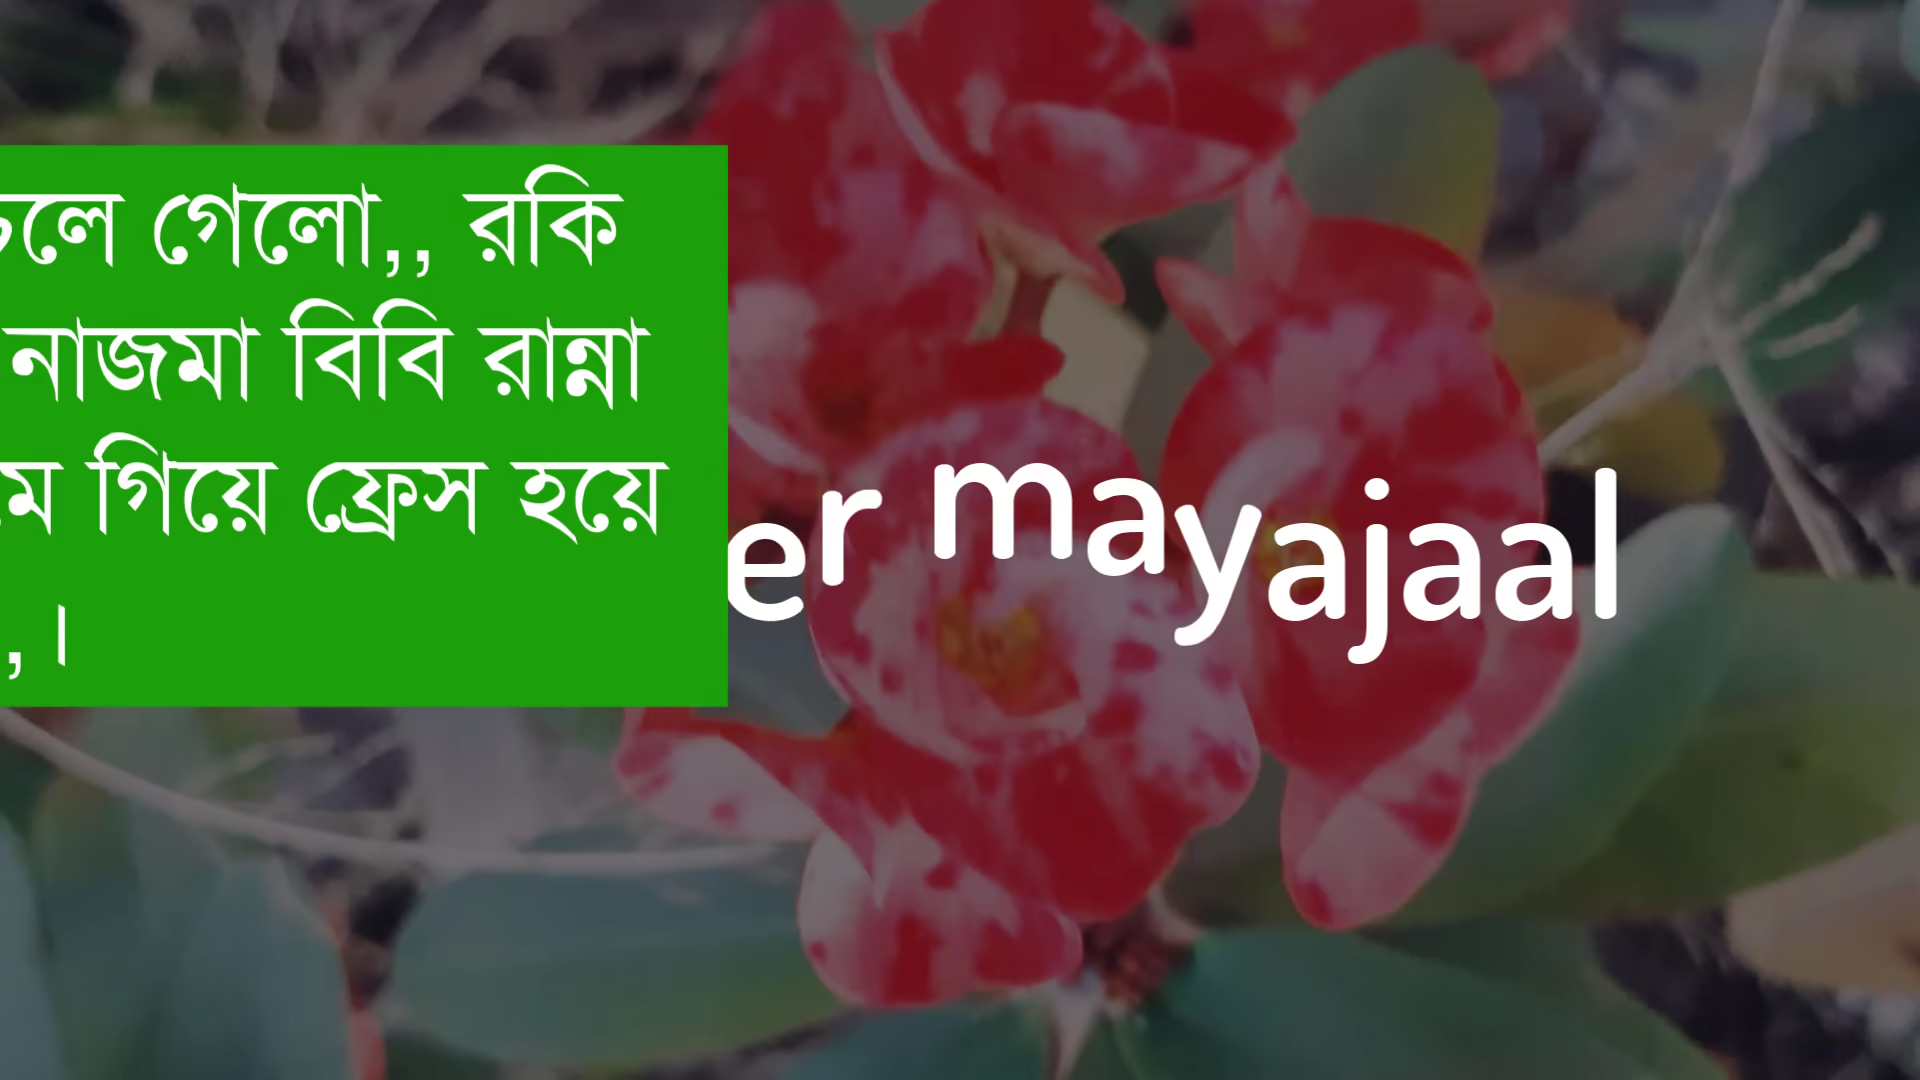 চলে গেলো,, রকি
নাজমা বিবি রান্না
গিয়ে ফ্রেস হয়ে
,।
er mayajaal